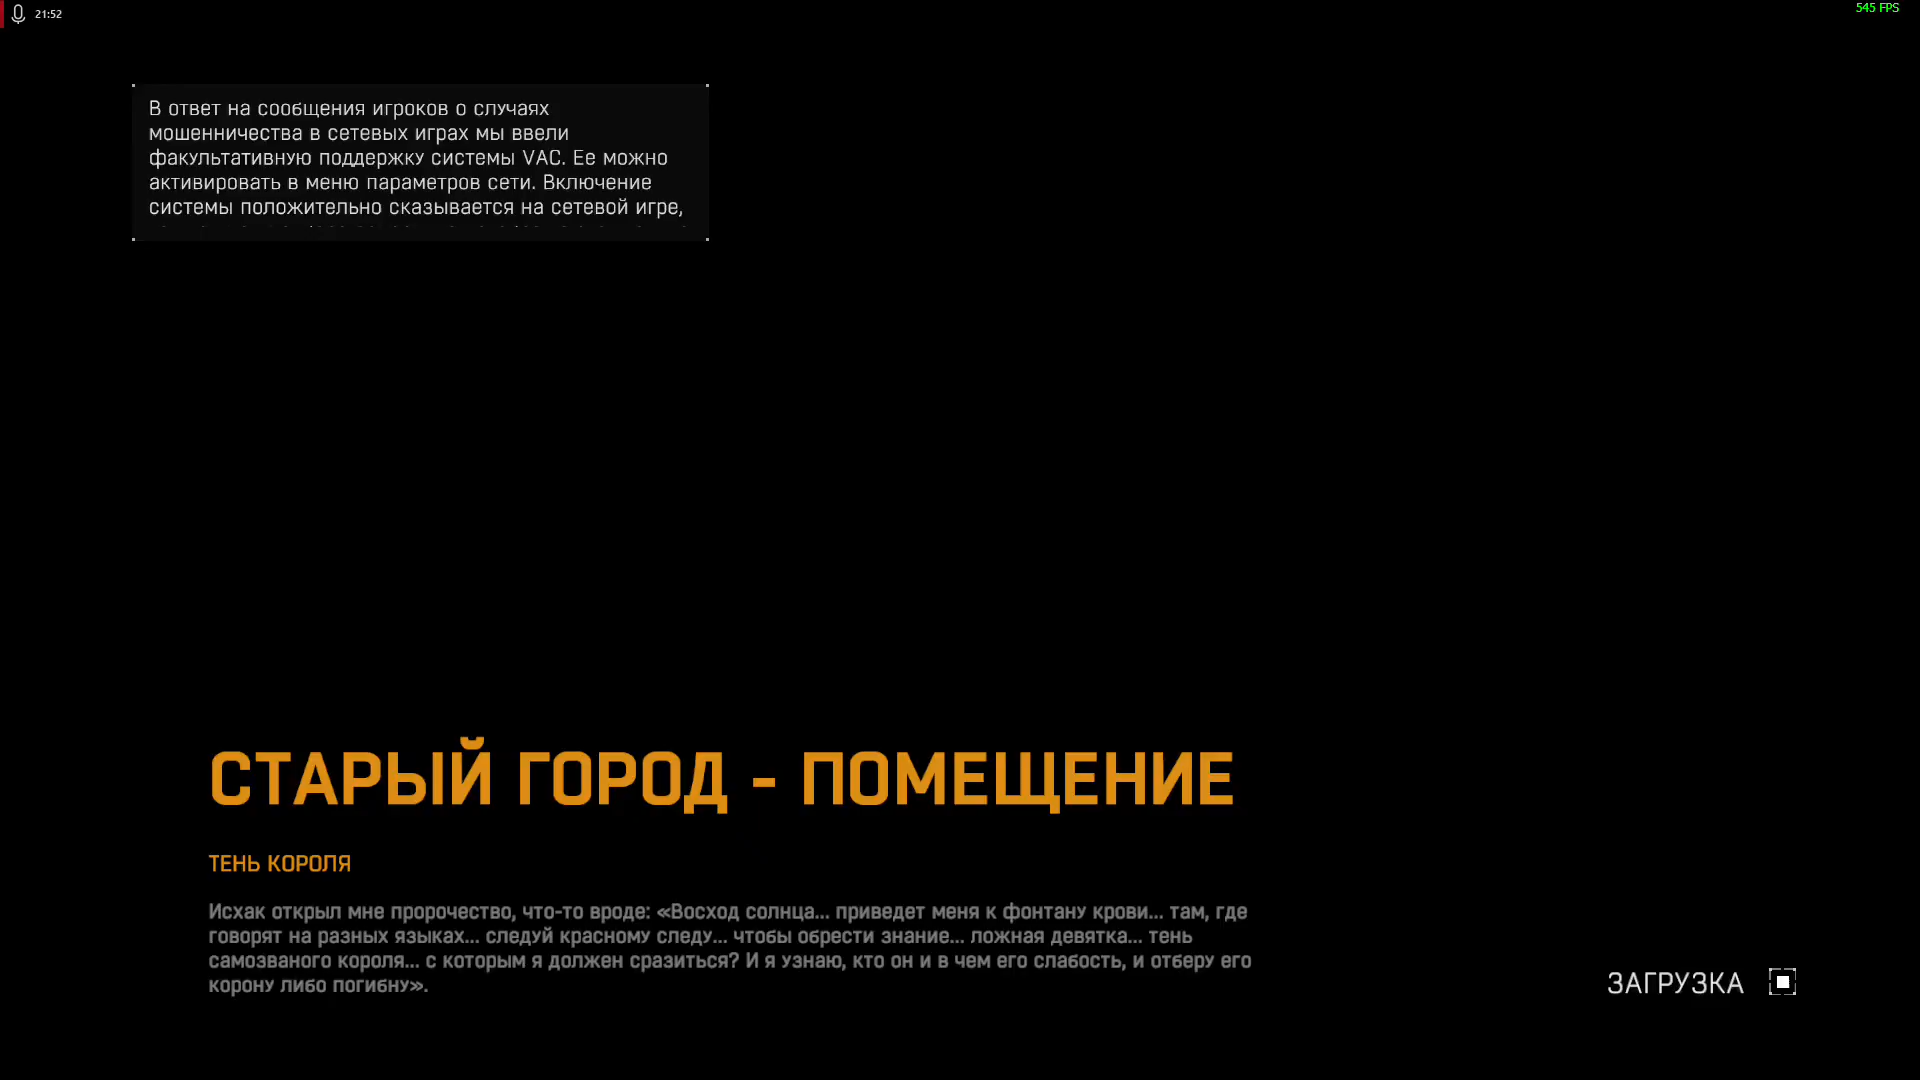 21:52
545 FPS
В ответ на сообщения игроков о случаях
мошенничества в сетевых играх мы ввели
факультативную поддержку системы VAC. Ее можно
активировать в меню параметров сети. Включение
системы положительно сказывается на сетевой игре,
СТАРЫЙ ГОРОД - ПОМЕЩЕНИЕ
ТЕНЬ КОРОЛЯ
Исхак открыл мне пророчество, что-то вроде: «Восход солнца... приведет меня к фонтану крови... там, где
говорят на разных языках... следуй красному следу... чтобы обрести знание... ложная девятка... тень
самозваного короля... с которым я должен сразиться? И я узнаю, кто он и в чем его слабость, и отберу его
корону либо погибну».
ЗАГРУЗКА